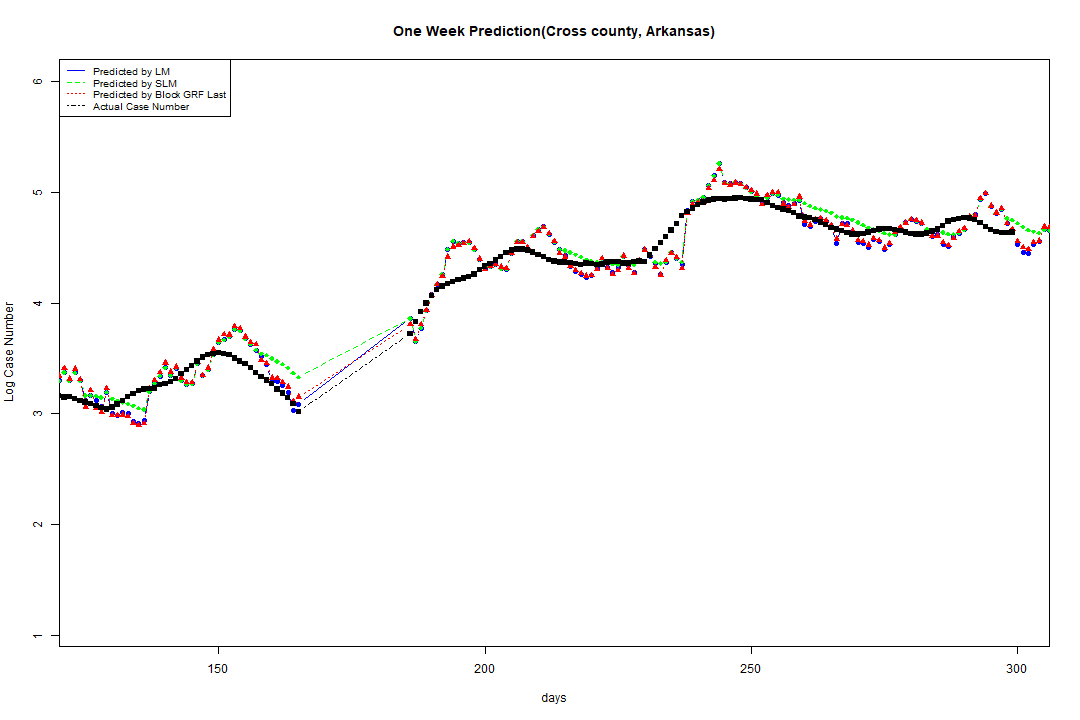 One Week Prediction(Cross county, Arkansas)
Predicted by LM
Predicted by SLM
Predicted by Block GRF Last
Actual Case Number
6
5
4
3
2
1
Log Case Number
150 200 250 300
days